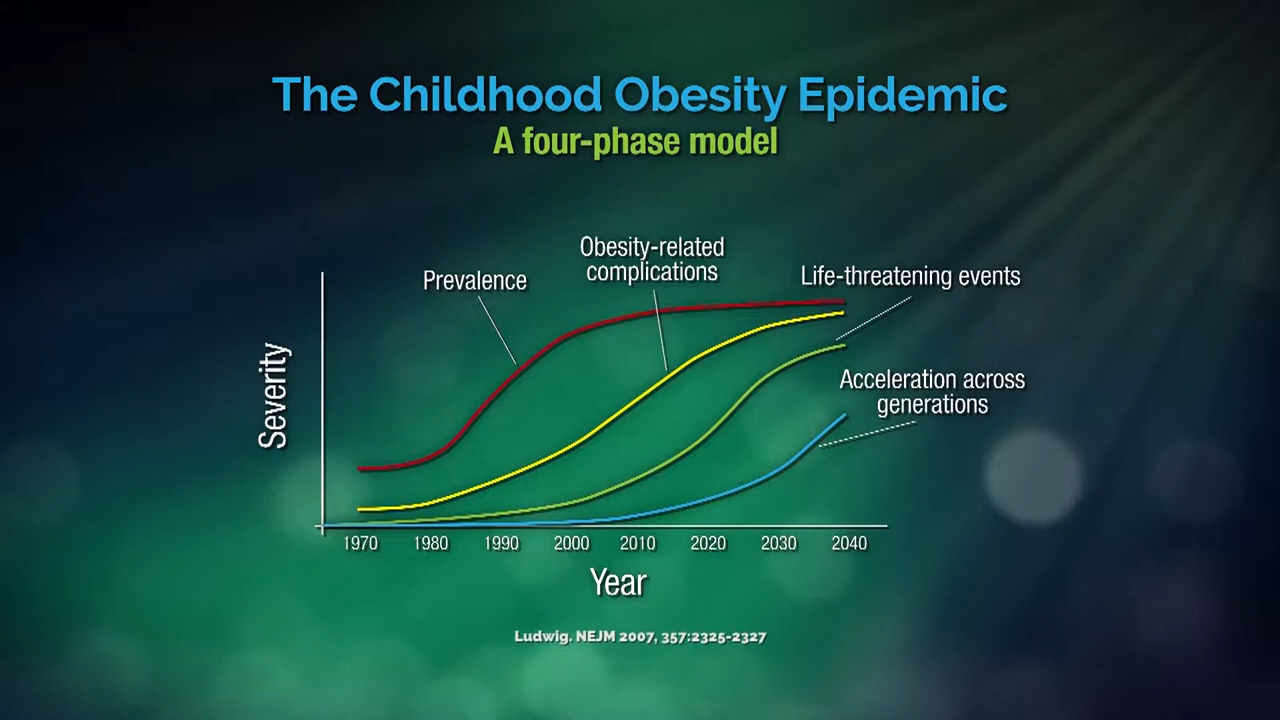 The Childhood Obesity Epidemic
A four-phase model
Obesity-related
complications
Prevalence
Life-threatening events
Acceleration across
generations
Severity
1970 1980 1990 2000 2010 2020 2030 2040
Year
Ludwig. NEJM 2007, 357:2325-2327